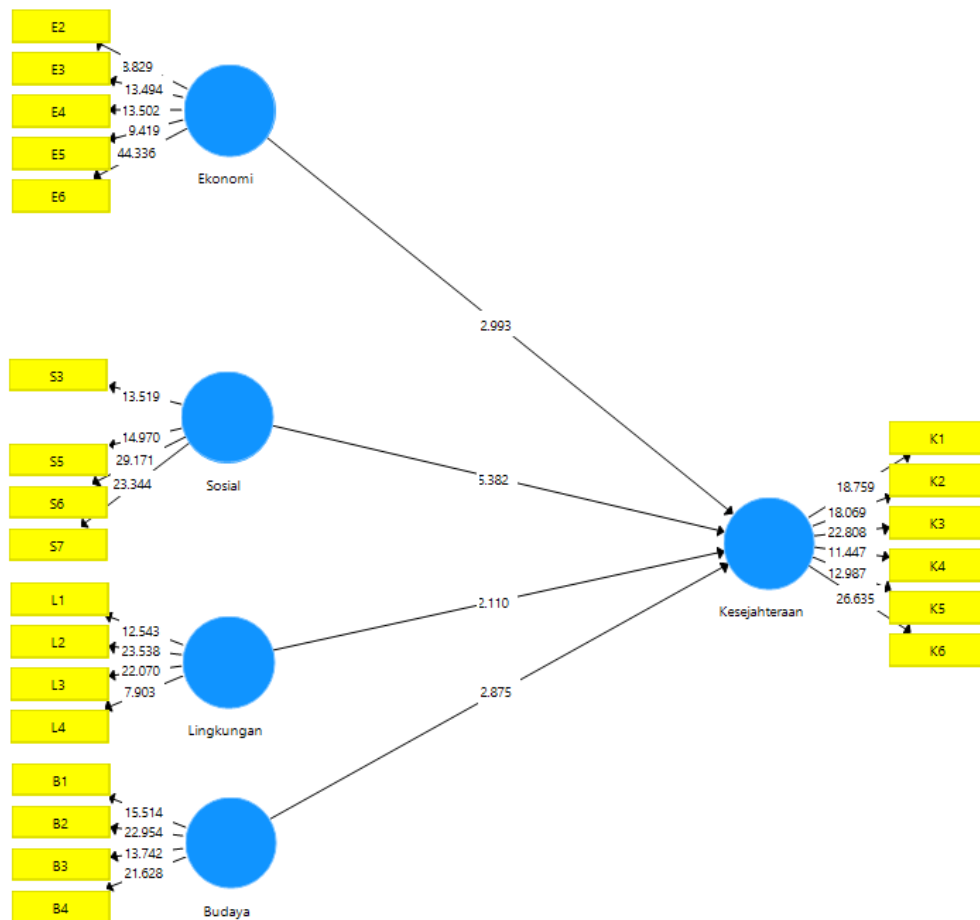 E2
E3
E4
E5
E6
13.494
13.502
9.419
44.336
Ekonomi
2.993
S3
S5
S6
S7
13.519
14.970
29.171
23.344
Sosial
5.382
L1
L2
L3
L4
12.543
23.538
22.070
7.903
Lingkungan
2.110
B1
B2
B3
B4
15.514
22.954
13.742
21.628
Budaya
2.875
Kesejahteraan
18.759
18.069
22.808
11.447
12.987
26.635
K1
K2
K3
K4
K5
K6